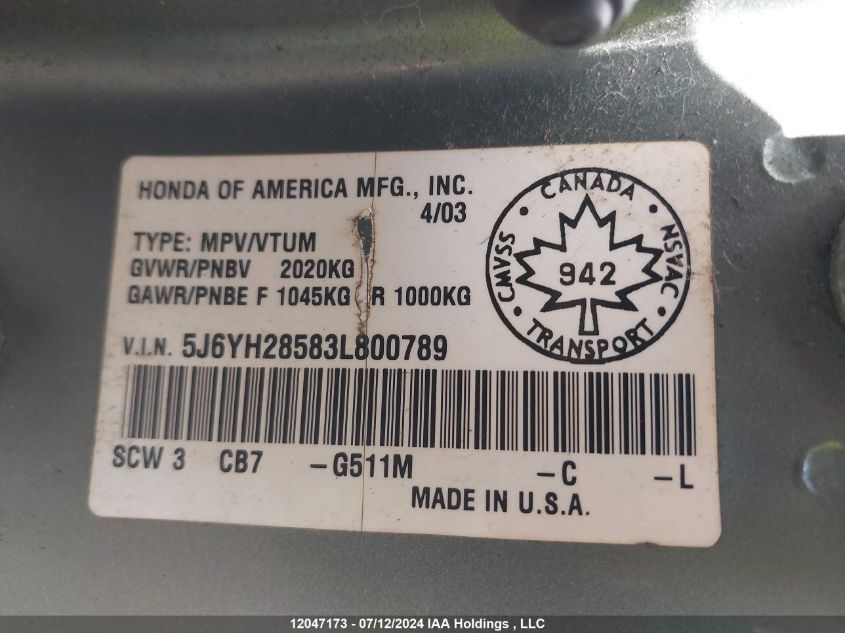 HONDA OF AMERICA MFG., INC.
4/03
TYPE: MPV/VTUM
GVWR/PNBV 2020KG
GAWR/PNBE F 1045KG R 1000KG
V.I.N. 5J6YH28583L800789
SCW 3 CB7 -G511M -C -L
MADE IN U.S.A.
CANADA
CMVSS
942
NSVAC
TRANSPORT
12047173 - 07/12/2024 IAA Holdings , LLC